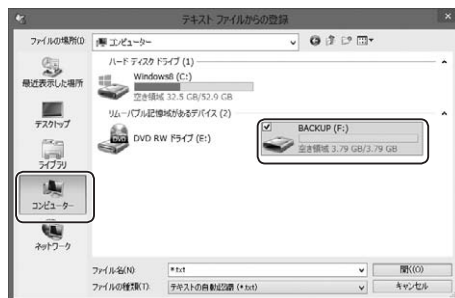 テキスト ファイルからの登録
ファイルの場所(I)
コンピューター
最近表示した場所
デスクトップ
ライブラリ
コンピューター
ネットワーク
ハード ディスク ドライブ (1)
Windows8 (C:)
空き領域 32.5 GB/52.9 GB
リムーバブル記憶域があるデバイス (2)
DVD RW ドライブ (E:)
BACKUP (F:)
空き領域 3.79 GB/3.79 GB
ファイル名(N):
*.txt
開く(O)
ファイルの種類(T):
テキストの自動認識 (*.txt)
キャンセル